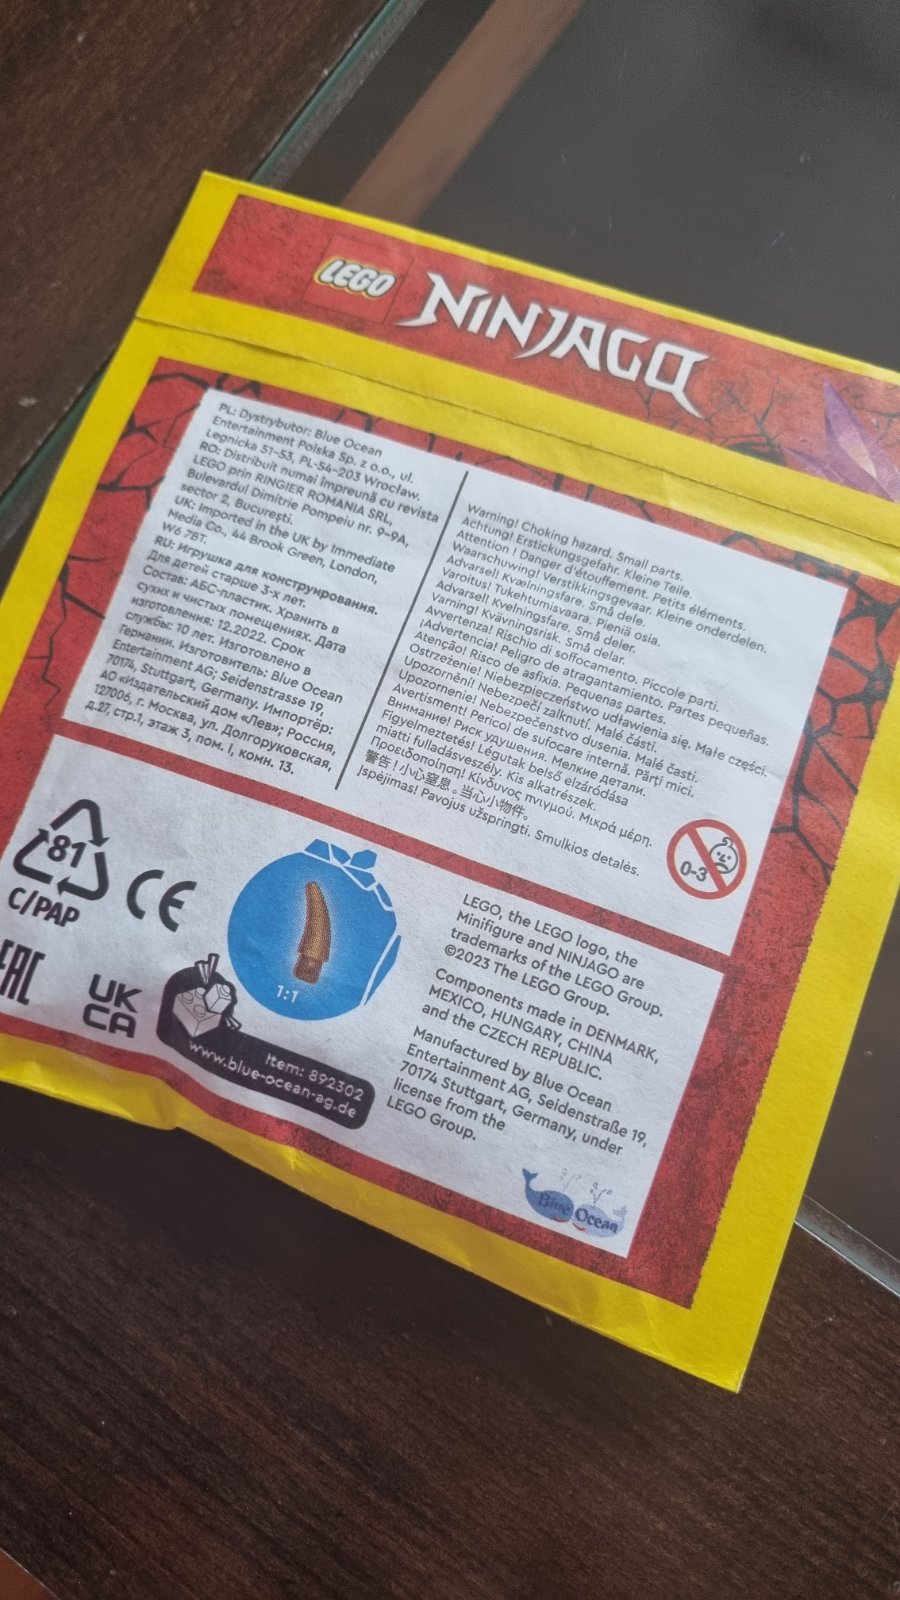 LEGO NINJAGO
PL: Dystrybutor: Blue Ocean
Entertainment Polska Sp. z o.o., ul.
Legnicka 51-53, PL-54-203 Wrocław.
RO: Distribuit numai împreună cu revista
LEGO prin RINGIER ROMANIA SRL,
Bulevardul Dimitrie Pompeiu nr. 9-9A,
sector 2, Bucureşti.
UK: Imported in the UK by Immediate
Media Co., 44 Brook Green, London,
W6 7BT.
RU: Игрушка для конструирования.
Для детей старше 3-х лет.
Состав: АБС-пластик. Хранить в
сухих и чистых помещениях. Дата
изготовления: 12.2022. Срок
службы: 10 лет. Изготовлено в
Германии. Изготовитель: Blue Ocean
Entertainment AG; Seidenstrasse 19,
70174, Stuttgart, Germany. Импортёр:
АО «Издательский дом «Лев»; Россия,
127006, г. Москва, ул. Долгоруковская,
д.27, стр.1, этаж 3, пом. I, комн. 13.
Warning! Choking hazard. Small parts.
Achtung! Erstickungsgefahr. Kleine Teile.
Attention ! Danger d'étouffement. Petits éléments.
Waarschuwing! Verstikkingsgevaar. Kleine onderdelen.
Advarsel! Kvælningsfare. Små dele.
Varoitus! Tukehtumisvaara. Pieniä osia.
Advarsel! Kvelningsfare. Små deler.
Varning! Kvävningsrisk. Små delar.
Avvertenza! Rischio di soffocamento. Piccole parti.
¡Advertencia! Peligro de atragantamiento. Partes pequeñas.
Atenção! Risco de asfixia. Pequenas partes.
Ostrzeżenie! Niebezpieczeństwo udławienia się. Małe części.
Upozornění! Nebezpečí zalknutí. Malé části.
Upozornenie! Nebezpečenstvo dusenia. Malé časti.
Avertisment! Pericol de sufocare internă. Părţi mici.
Внимание! Риск удушения. Мелкие детали.
Figyelmeztetés! Légutak belső elzáródása
miatti fulladásveszély. Kis alkatrészek.
Προειδοποίηση! Κίνδυνος πνιγμού. Μικρά μέρη.
警告！小心窒息。当心小物件。
Įspėjimas! Pavojus užspringti. Smulkios detalės.
0-3
81
C/PAP
CE
EAC
UK
CA
1:1
Item: 892302
www.blue-ocean-ag.de
LEGO, the LEGO logo, the
Minifigure and NINJAGO are
trademarks of the LEGO Group.
©2023 The LEGO Group.
Components made in DENMARK,
MEXICO, HUNGARY, CHINA
and the CZECH REPUBLIC.
Manufactured by Blue Ocean
Entertainment AG, Seidenstraße 19,
70174 Stuttgart, Germany, under
license from the
LEGO Group.
Blue Ocean